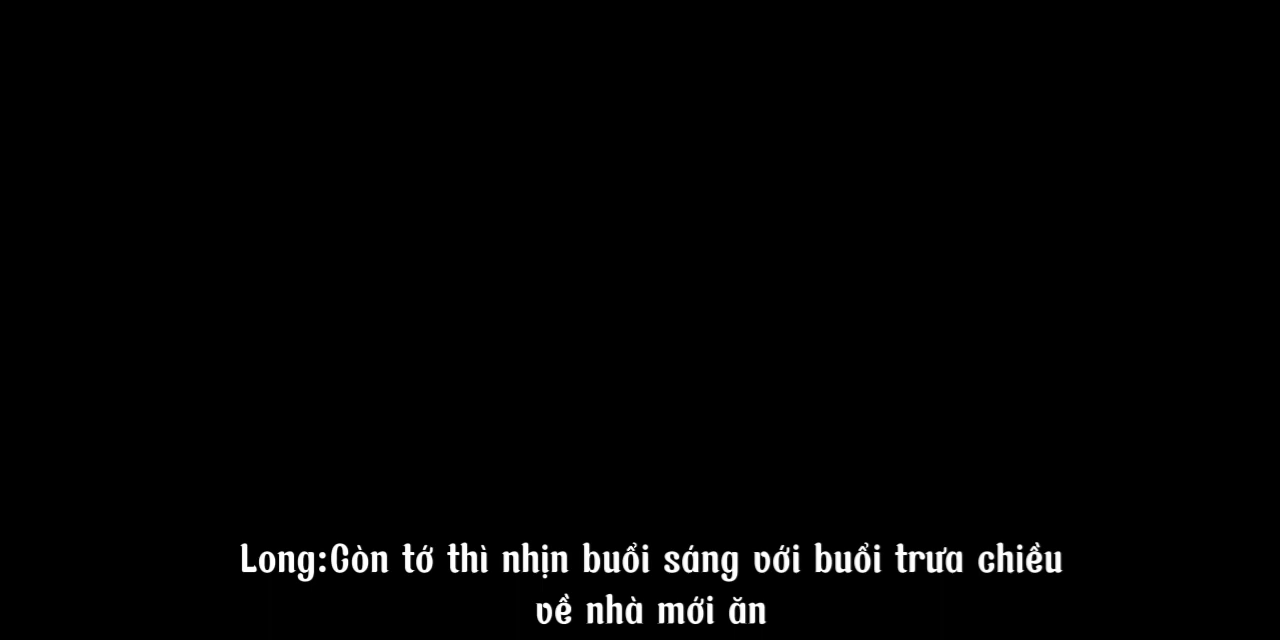 Long:Còn tớ thì nhịn buổi sáng với buổi trưa chiều
về nhà mới ăn